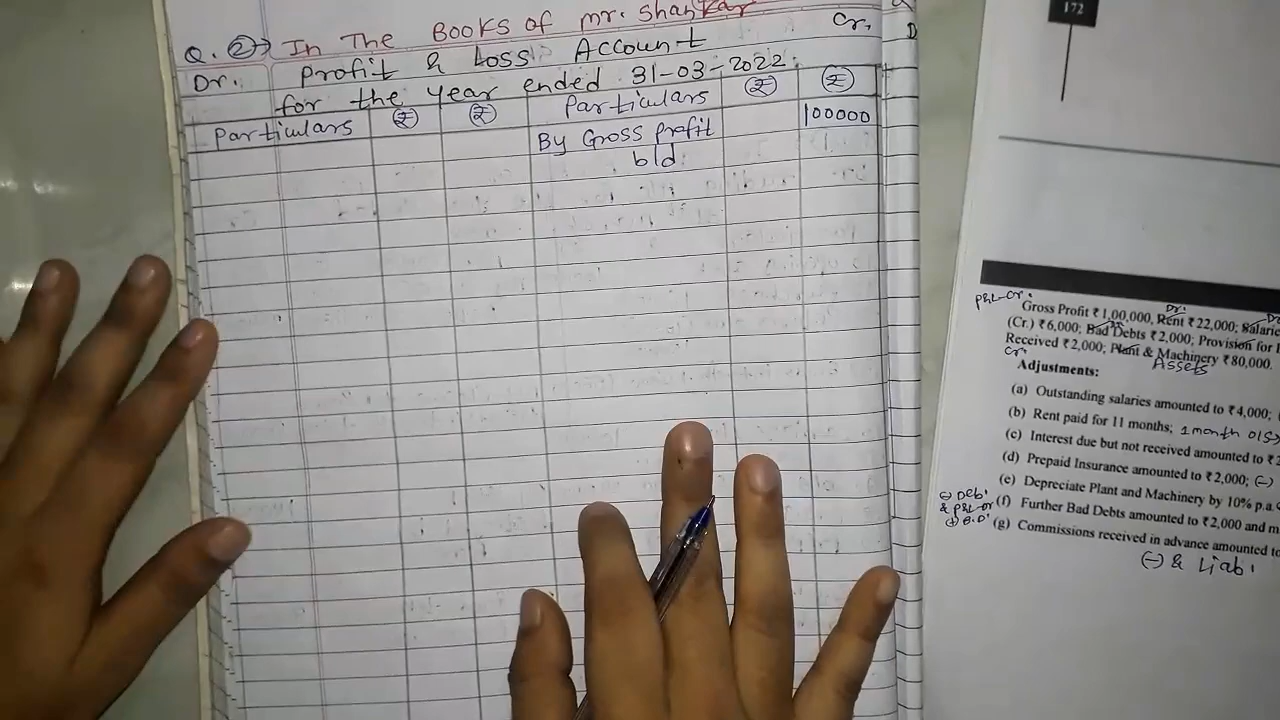 Q. 2→ In The Books of mr. Shankar
Dr. Profit & Loss Account Cr.
for the year ended 31-03-2022.
Particulars ₹ ₹ Particulars ₹ ₹
By Gross profit 100000
b/d.
172
P&L-Cr. Dr.
Gross Profit ₹ 1,00,000, Rent ₹ 22,000; Salarie
(Cr.) ₹ 6,000; Bad Debts ₹ 2,000; Provision for
Received ₹ 2,000; Plant & Machinery ₹ 80,000.
Cr. Assets
Adjustments:
(a) Outstanding salaries amounted to ₹ 4,000;
(b) Rent paid for 11 months; 1 month o/s
(c) Interest due but not received amounted to ₹
(d) Prepaid Insurance amounted to ₹ 2,000; (-)
(e) Depreciate Plant and Machinery by 10% p.a.
(-) Deb.
& P&L-Dr (f) Further Bad Debts amounted to ₹ 2,000 and
(+) B.D. (g) Commissions received in advance amounted to
(-) & Liab.